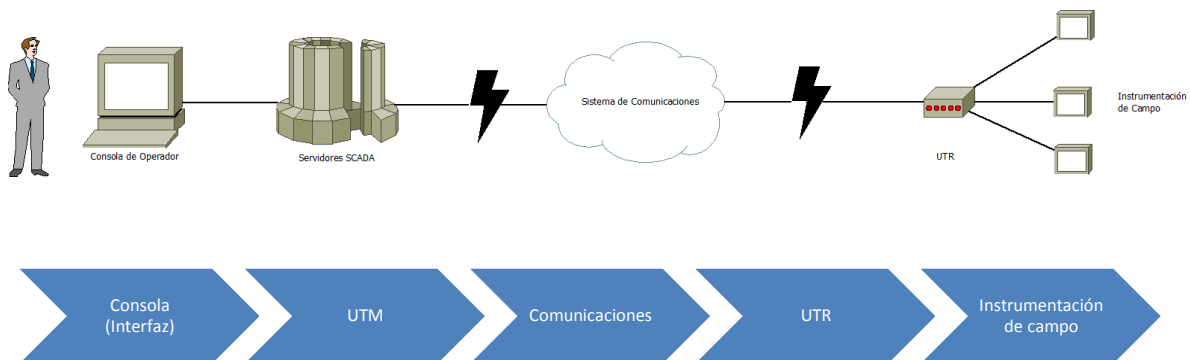 Sistema de Comunicaciones
Instrumentación
de Campo
Consola de Operador
Servidores SCADA
UTR
Consola
(Interfaz)
UTM
Comunicaciones
UTR
Instrumentación
de campo